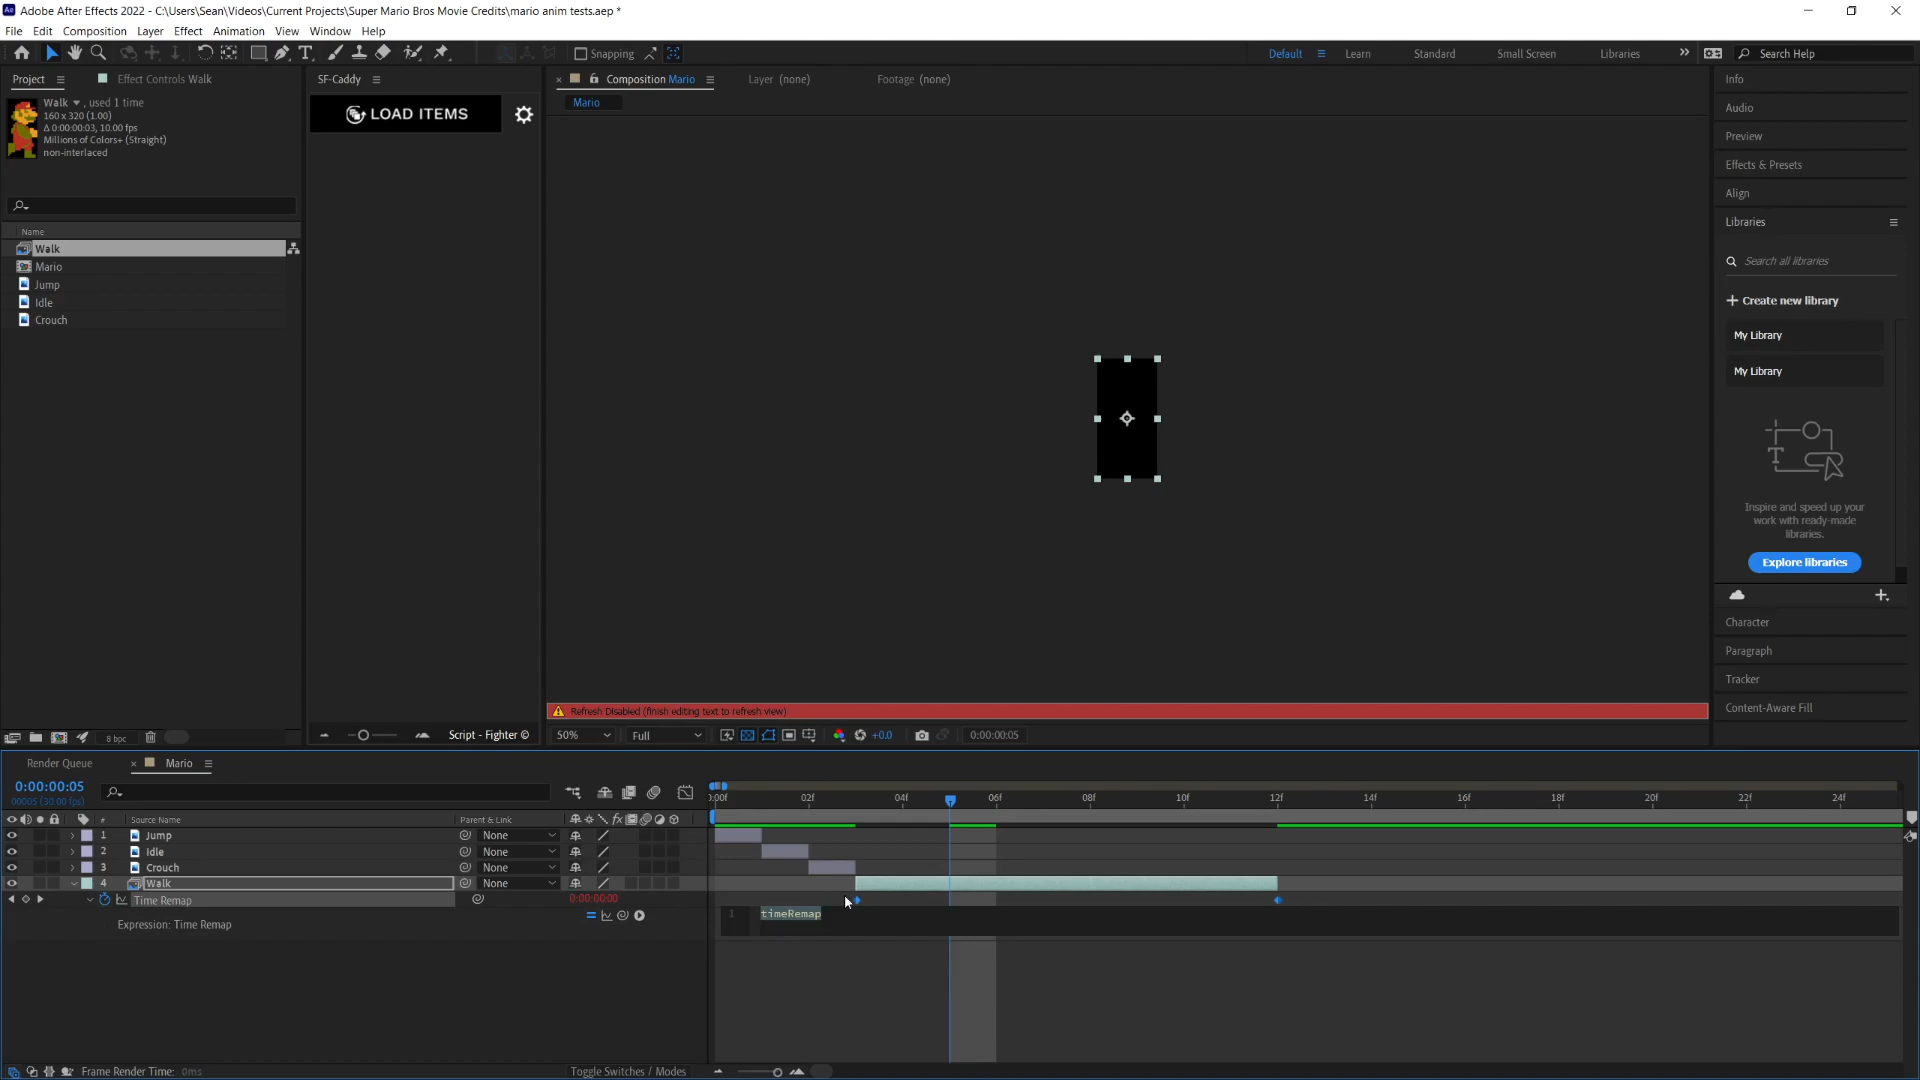 Adobe After Effects 2022 - C:\Users\Sean\Videos\Current Projects\Super Mario Bros Movie Credits\mario anim tests.aep *
File Edit Composition Layer Effect Animation View Window Help
Snapping
Default Learn Standard Small Screen Libraries Search Help
Project Effect Controls Walk
SF-Caddy
Composition Mario Layer (none) Footage (none)
Walk , used 1 time
160 x 320 (1.00)
Δ 0:00:00:03, 10.00 fps
Millions of Colors+ (Straight)
non-interlaced
Name
Walk
Mario
Jump
Idle
Crouch
8 bpc
LOAD ITEMS
Script - Fighter ©
Mario
Refresh Disabled (finish editing text to refresh view)
50% Full +0.0 0:00:00:05
Info
Audio
Preview
Effects & Presets
Align
Libraries
Search all libraries
+ Create new library
My Library
My Library
Inspire and speed up your
work with ready-made
libraries.
Explore libraries
Character
Paragraph
Tracker
Content-Aware Fill
Render Queue
Mario
0:00:00:05
00005 (30.00 fps)
:00f 02f 04f 06f 08f 10f 12f 14f 16f 18f 20f 22f 24f
# Source Name Parent & Link
1 Jump None
2 Idle None
3 Crouch None
4 Walk None
Time Remap 0:00:00:00
Expression: Time Remap
1 timeRemap
Frame Render Time: 0ms
Toggle Switches / Modes